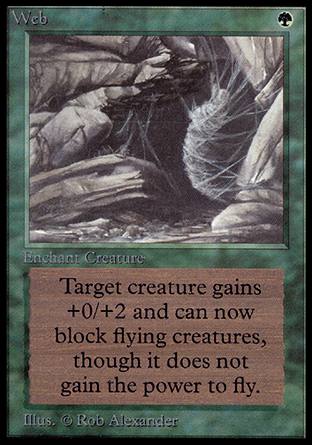 Web
Enchant Creature
Target creature gains
+0/+2 and can now
block flying creatures,
though it does not
gain the power to fly.
Illus. © Rob Alexander